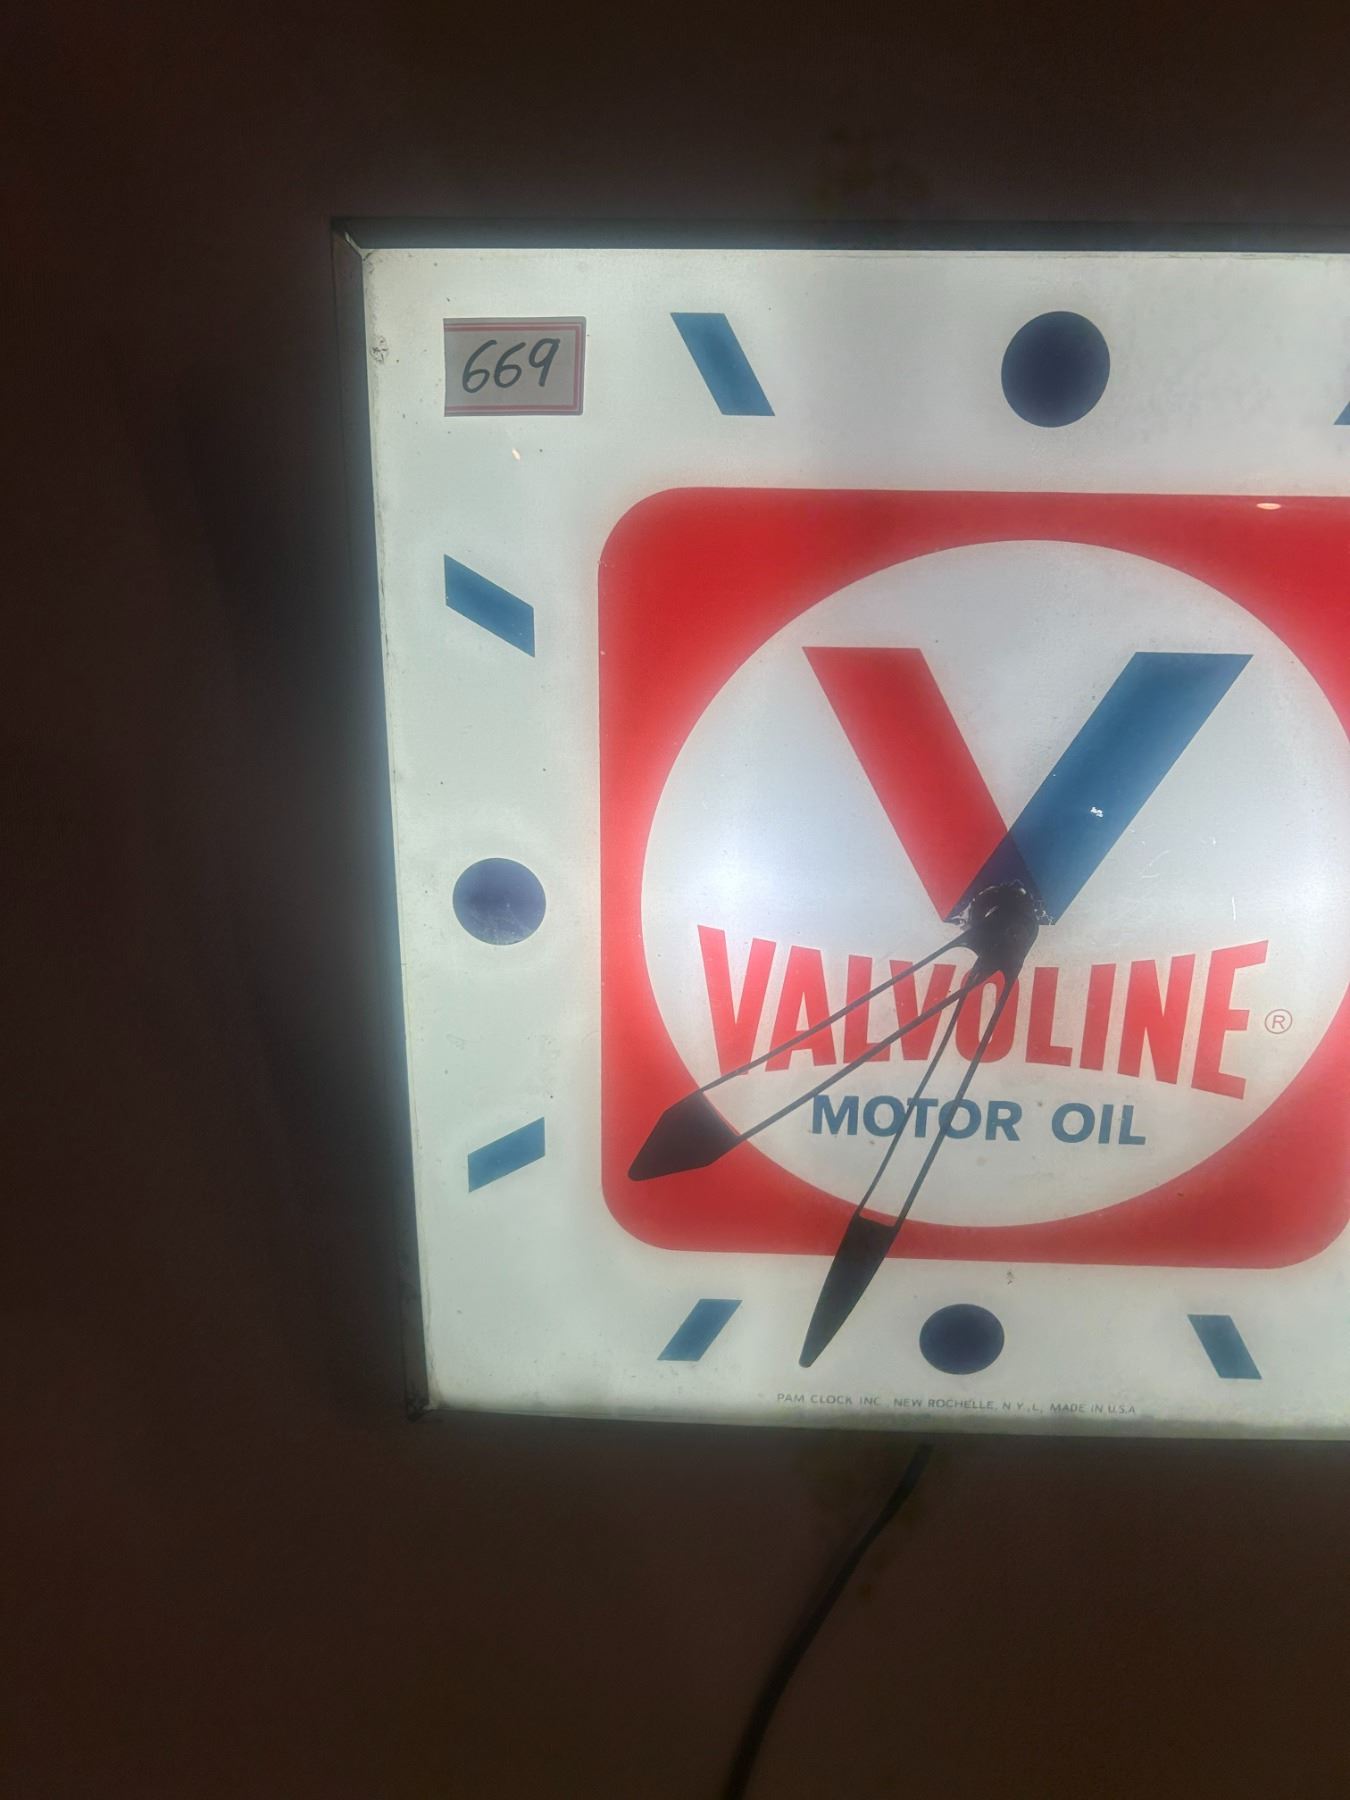 669
V
VALVOLINE ®
MOTOR OIL
PAM CLOCK INC. NEW ROCHELLE, N.Y., L, MADE IN U.S.A